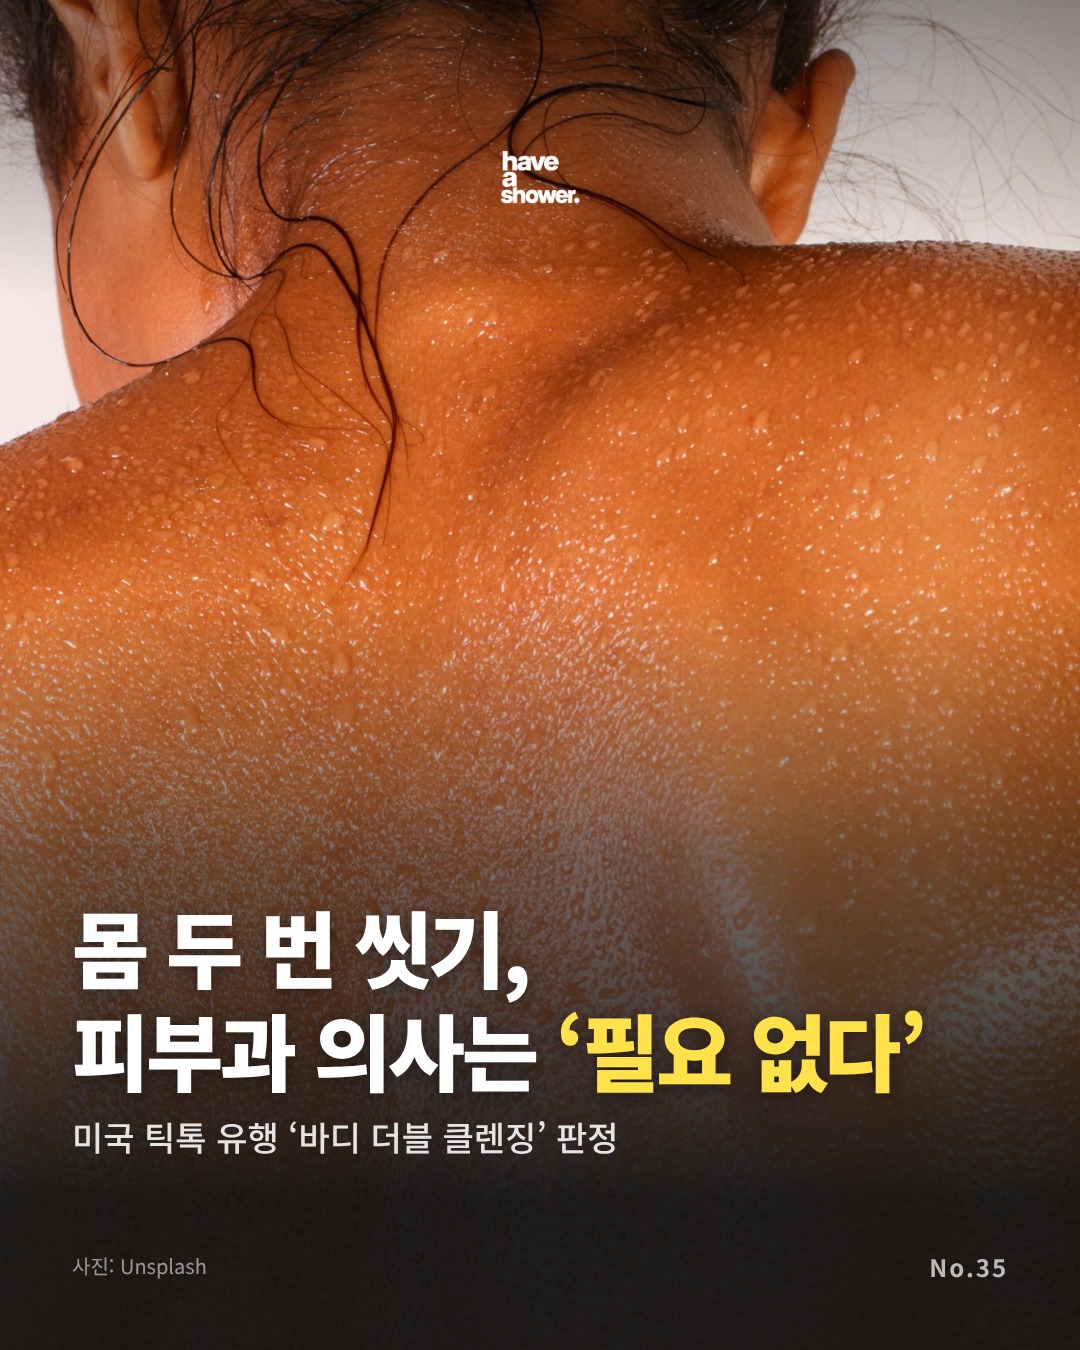 have
a
shower.
몸 두 번 씻기,
피부과 의사는 ‘필요 없다’
미국 틱톡 유행 ‘바디 더블 클렌징’ 판정
사진: Unsplash
No.35